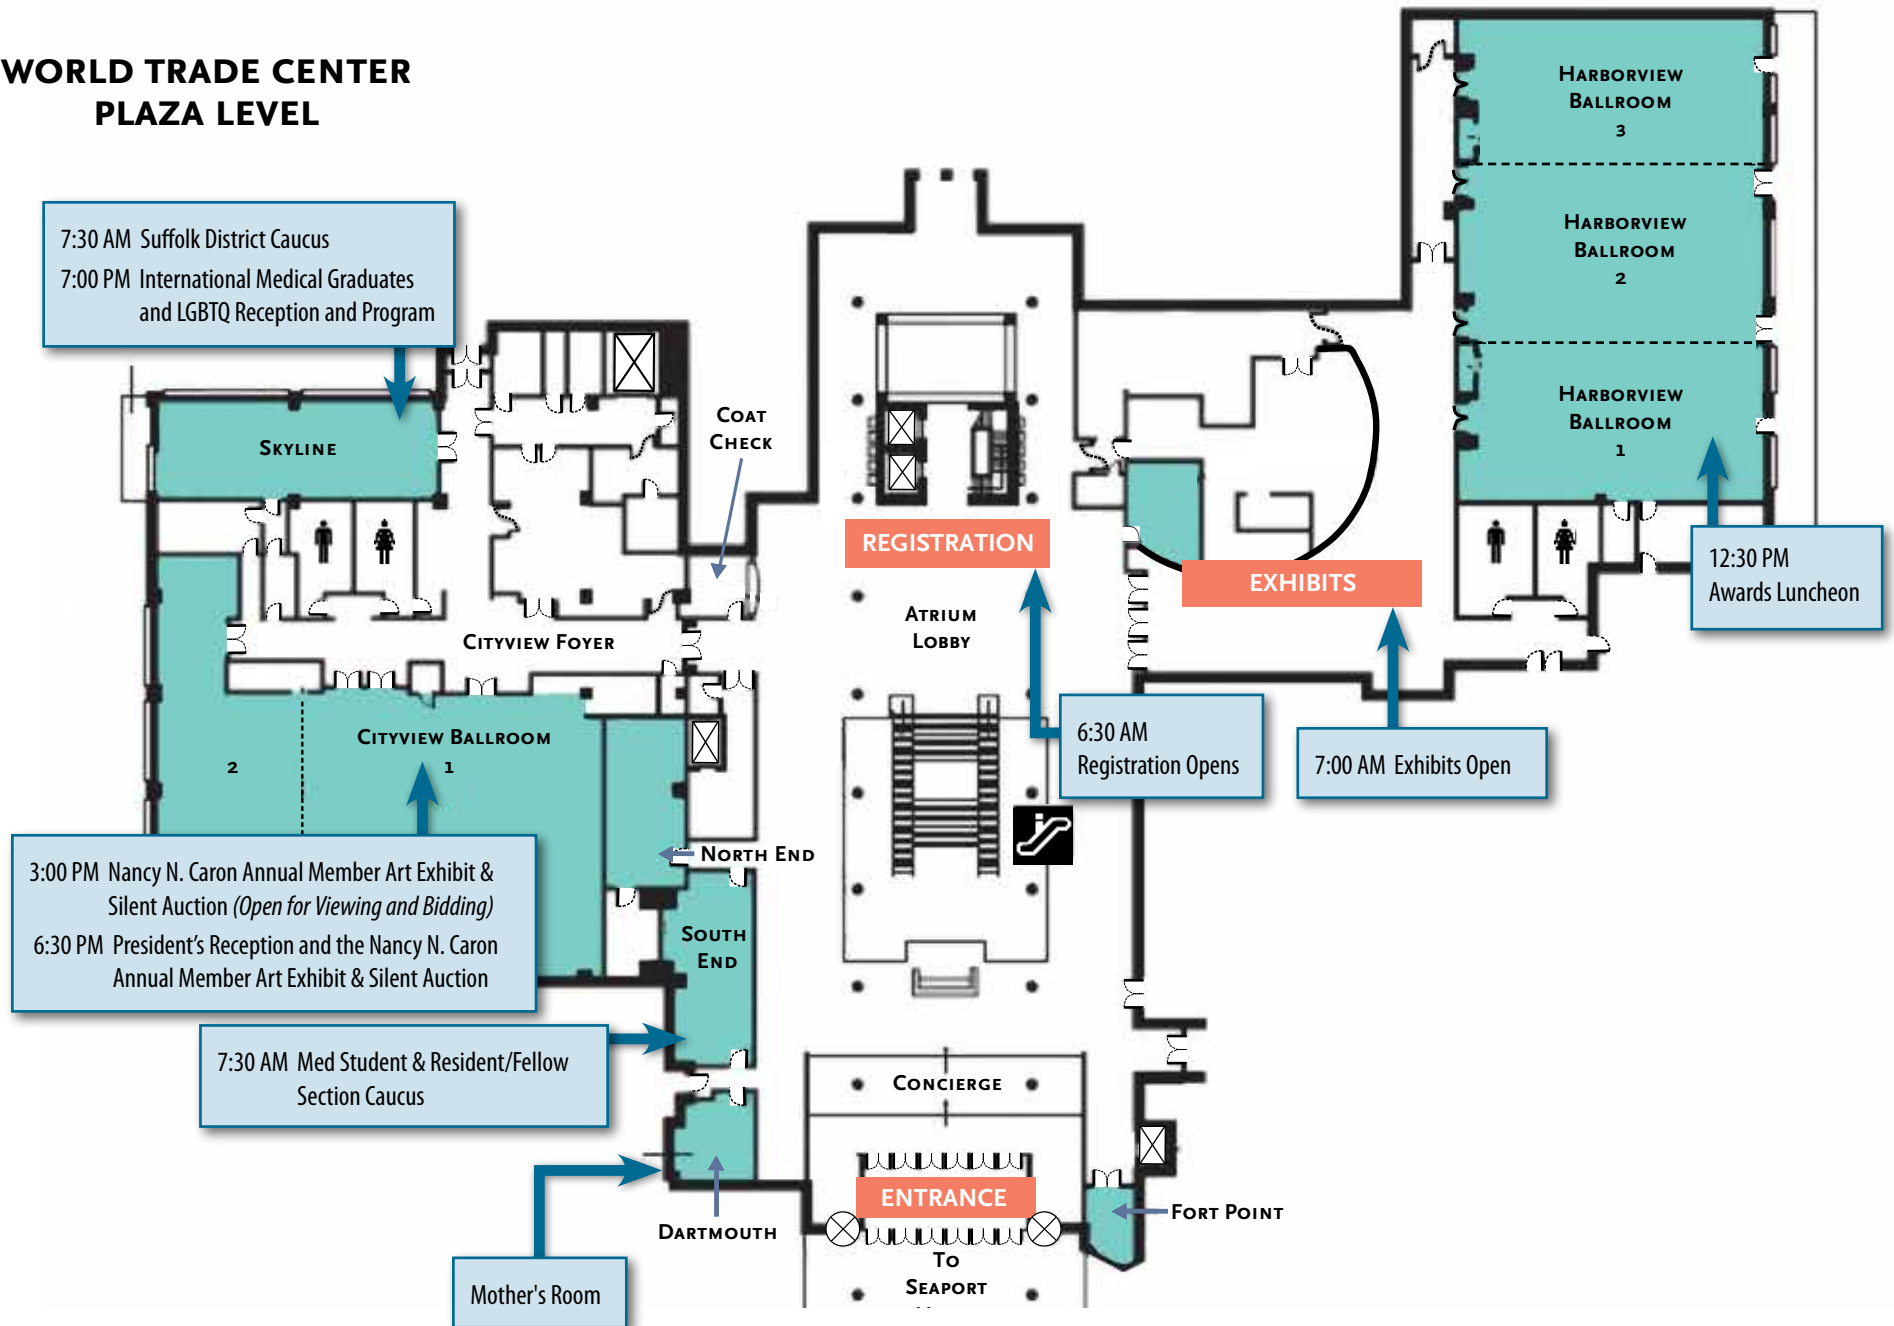 WORLD TRADE CENTER
PLAZA LEVEL
HARBORVIEW
BALLROOM
3
HARBORVIEW
BALLROOM
2
HARBORVIEW
BALLROOM
1
7:30 AM Suffolk District Caucus
7:00 PM International Medical Graduates
and LGBTQ Reception and Program
SKYLINE
COAT
CHECK
REGISTRATION
EXHIBITS
12:30 PM
Awards Luncheon
ATRIUM
LOBBY
CITYVIEW FOYER
6:30 AM
Registration Opens
7:00 AM Exhibits Open
CITYVIEW BALLROOM
2
1
3:00 PM Nancy N. Caron Annual Member Art Exhibit &
Silent Auction (Open for Viewing and Bidding)
6:30 PM President's Reception and the Nancy N. Caron
Annual Member Art Exhibit & Silent Auction
NORTH END
SOUTH
END
7:30 AM Med Student & Resident/Fellow
Section Caucus
CONCIERGE
ENTRANCE
FORT POINT
DARTMOUTH
Mother's Room
TO
SEAPORT